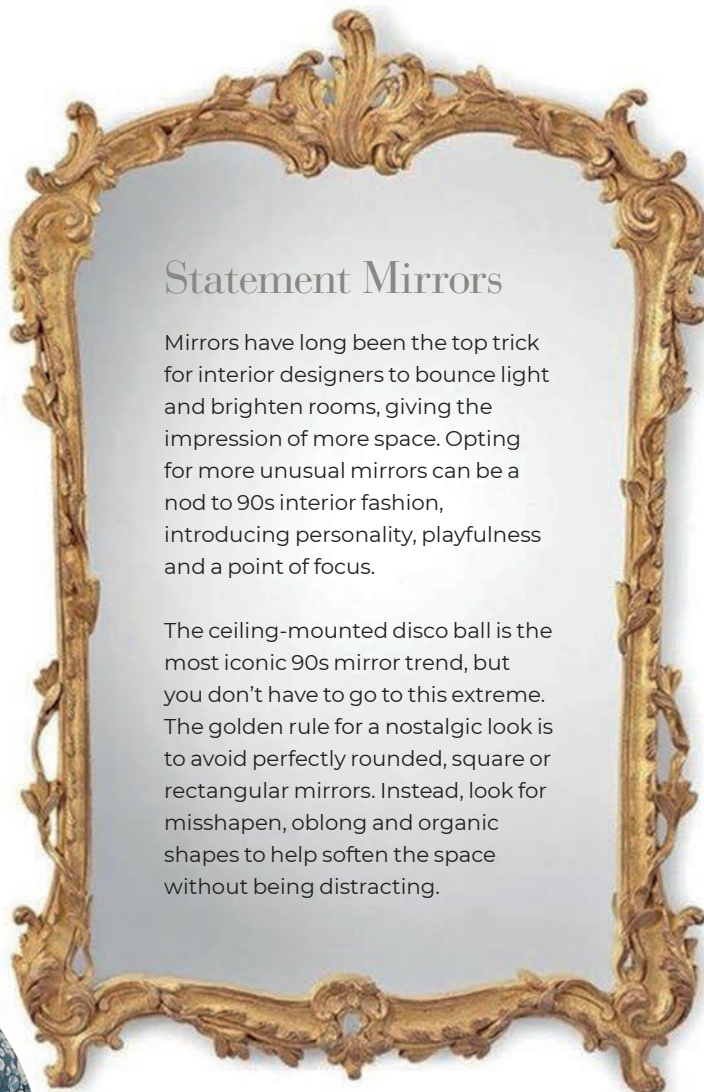 Statement Mirrors
Mirrors have long been the top trick
for interior designers to bounce light
and brighten rooms, giving the
impression of more space. Opting
for more unusual mirrors can be a
nod to 90s interior fashion,
introducing personality, playfulness
and a point of focus.
The ceiling-mounted disco ball is the
most iconic 90s mirror trend, but
you don’t have to go to this extreme.
The golden rule for a nostalgic look is
to avoid perfectly rounded, square or
rectangular mirrors. Instead, look for
misshapen, oblong and organic
shapes to help soften the space
without being distracting.